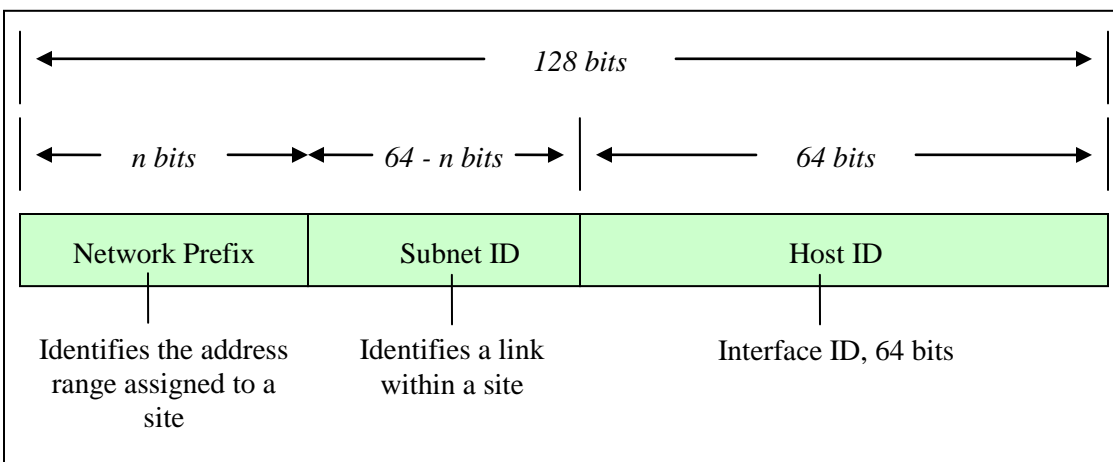 128 bits
n bits
64 - n bits
64 bits
Network Prefix
Subnet ID
Host ID
Identifies the address
range assigned to a
site
Identifies a link
within a site
Interface ID, 64 bits